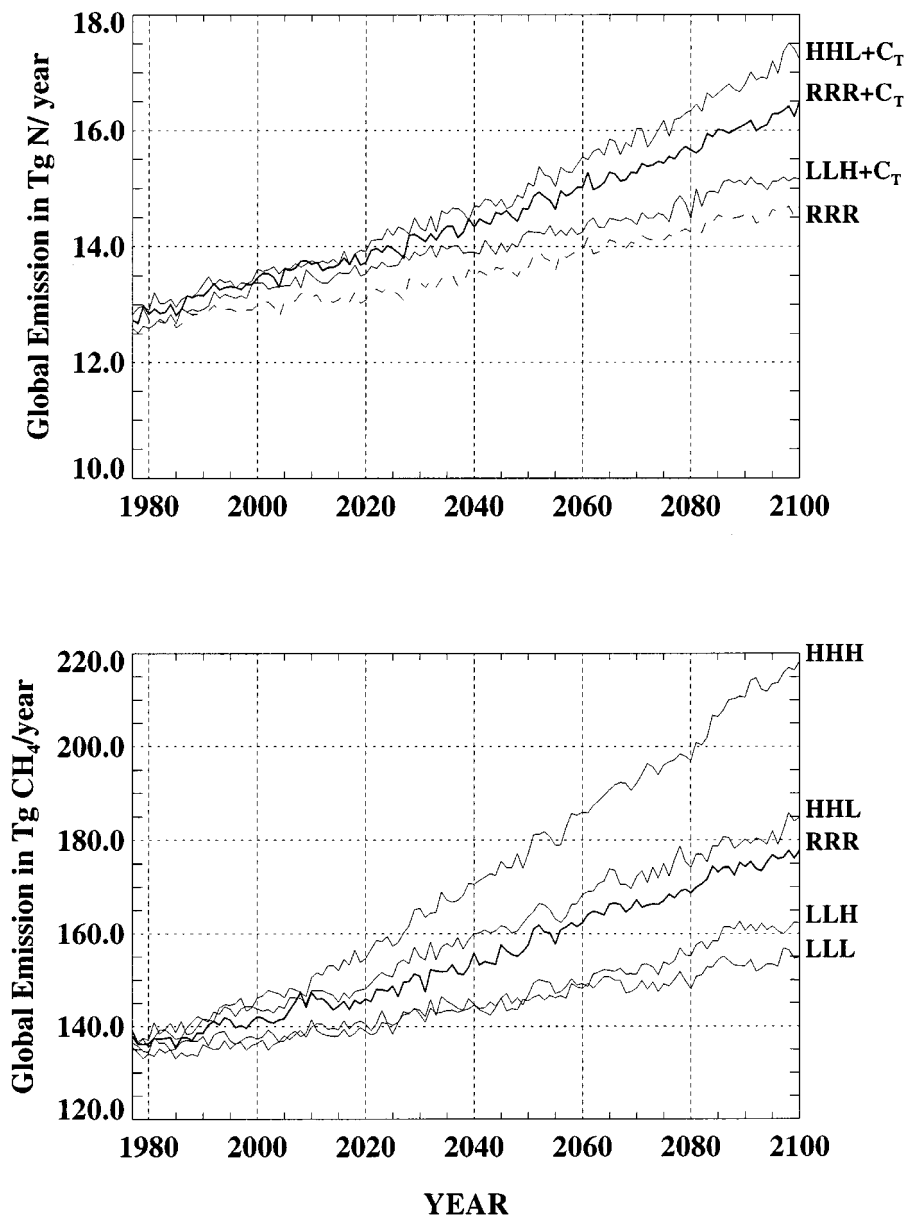 Global Emission in Tg N/ year
18.0
16.0
14.0
12.0
10.0
HHL+C_T
RRR+C_T
LLH+C_T
RRR
1980 2000 2020 2040 2060 2080 2100
Global Emission in Tg CH₄/year
220.0
200.0
180.0
160.0
140.0
120.0
HHH
HHL
RRR
LLH
LLL
1980 2000 2020 2040 2060 2080 2100
YEAR